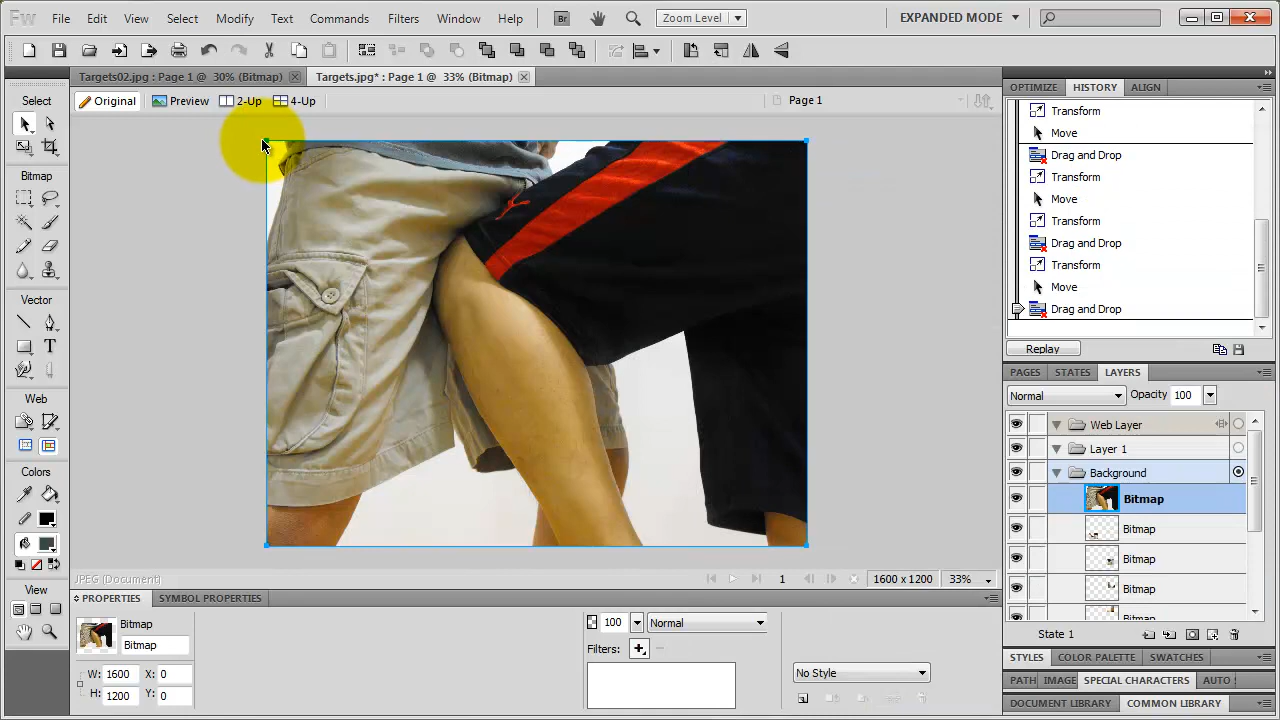 Fw File Edit View Select Modify Text Commands Filters Window Help Br Zoom Level EXPANDED MODE
Targets02.jpg : Page 1 @ 30% (Bitmap) Targets.jpg* : Page 1 @ 33% (Bitmap)
Original Preview 2-Up 4-Up Page 1
Select
Bitmap
Vector
Web
Colors
View
OPTIMIZE HISTORY ALIGN
Transform
Move
Drag and Drop
Transform
Move
Transform
Drag and Drop
Transform
Move
Drag and Drop
Replay
PAGES STATES LAYERS
Normal Opacity 100
Web Layer
Layer 1
Background
Bitmap
Bitmap
Bitmap
Bitmap
State 1
STYLES COLOR PALETTE SWATCHES
PATH IMAGE SPECIAL CHARACTERS AUTO
DOCUMENT LIBRARY COMMON LIBRARY
JPEG (Document) 1 1600 x 1200 33%
PROPERTIES SYMBOL PROPERTIES
Bitmap
Bitmap
W: 1600 X: 0
H: 1200 Y: 0
100 Normal
Filters:
No Style